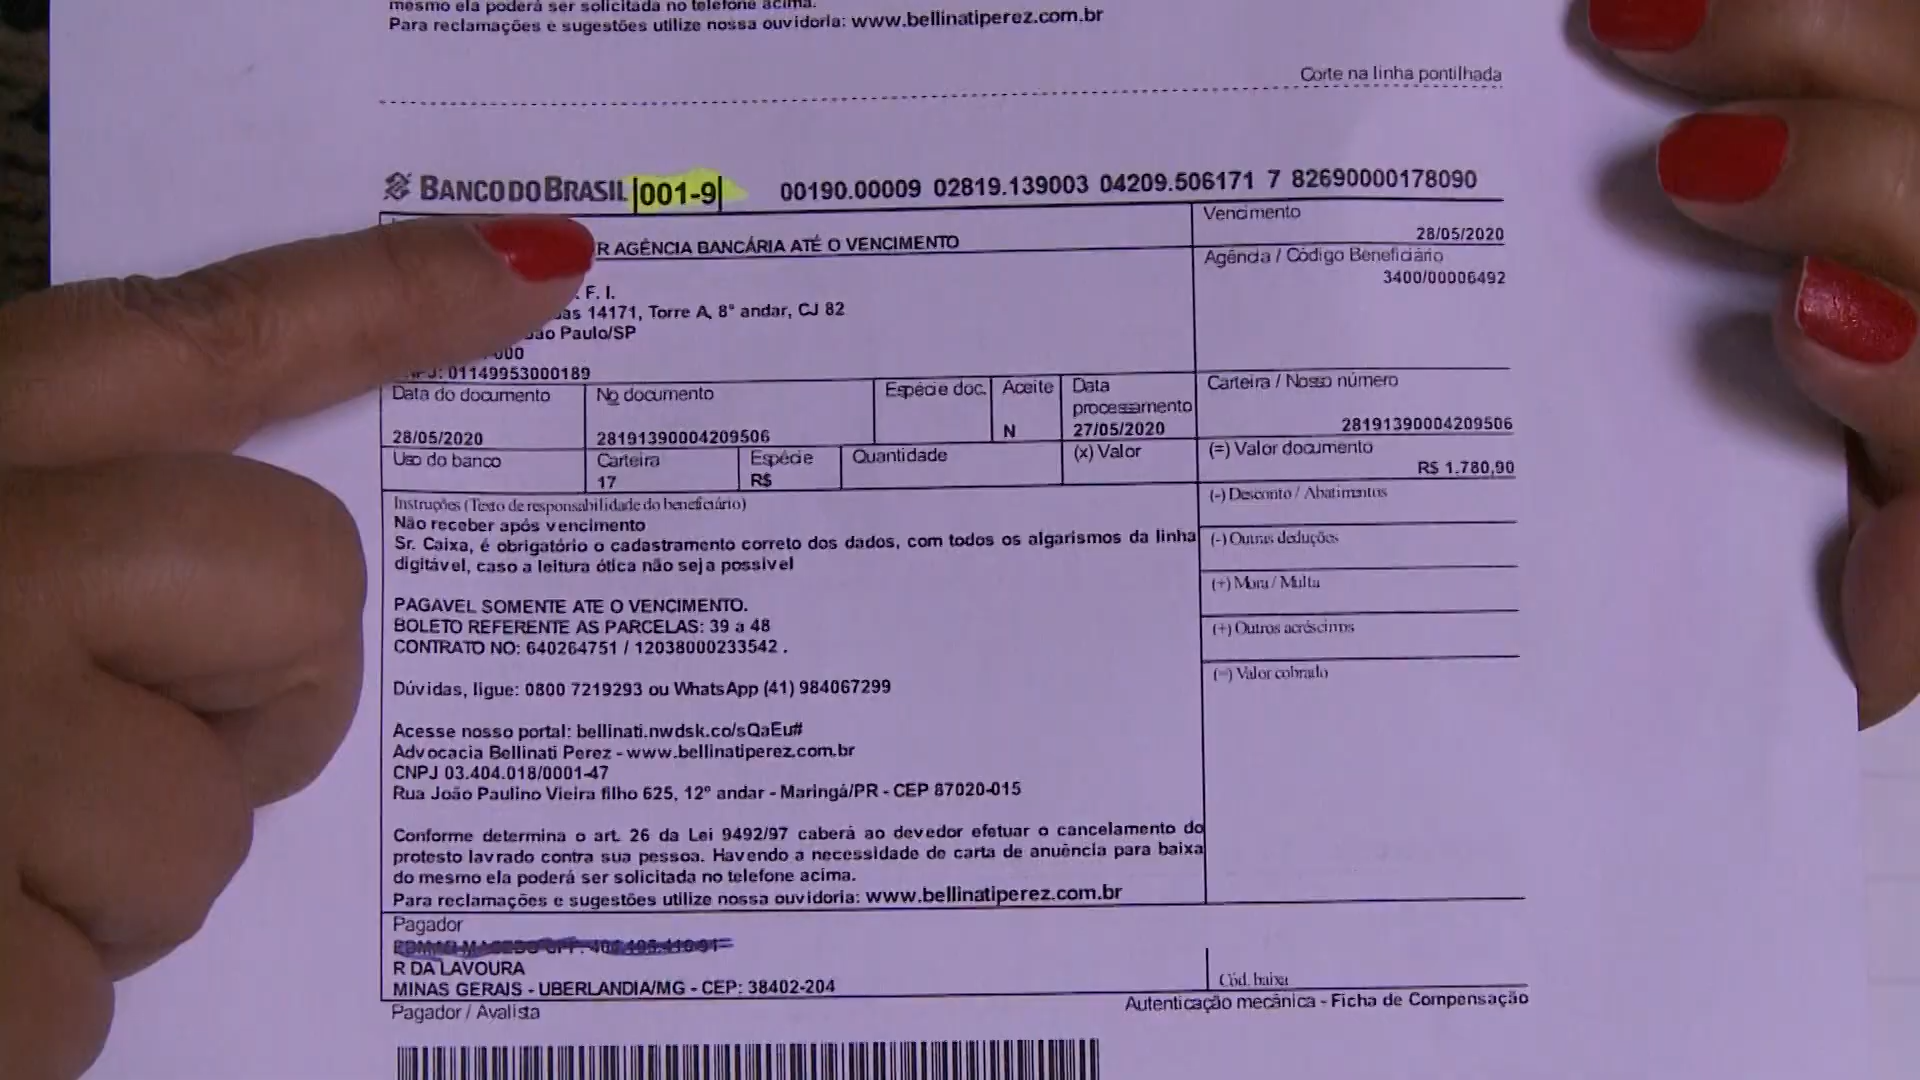 mesmo ela poderá ser solicitada no telefone acima.
Para reclamações e sugestões utilize nossa ouvidoria: www.bellinatiperez.com.br
Corte na linha pontilhada
BANCO DO BRASIL |001-9| 00190.00009 02819.139003 04209.506171 7 82690000178090
R AGÊNCIA BANCÁRIA ATÉ O VENCIMENTO
Vencimento
28/05/2020
. F. I.
14171, Torre A, 8° andar, CJ 82
Paulo/SP
000
: 01149953000189
Agência / Código Beneficiário
3400/00006492
Data do documento
28/05/2020
No documento
28191390004209506
Espécie doc.
Aceite
N
Data processamento
27/05/2020
Carteira / Nosso número
28191390004209506
Uso do banco
Carteira
17
Espécie
R$
Quantidade
(x) Valor
(=) Valor documento
R$ 1.780,90
Instruções (Texto de responsabilidade do beneficiário)
Não receber após vencimento
Sr. Caixa, é obrigatório o cadastramento correto dos dados, com todos os algarismos da linha
digitável, caso a leitura ótica não seja possivel
PAGAVEL SOMENTE ATE O VENCIMENTO.
BOLETO REFERENTE AS PARCELAS: 39 a 48
CONTRATO NO: 640264751 / 12038000233542 .
Dúvidas, ligue: 0800 7219293 ou WhatsApp (41) 984067299
Acesse nosso portal: bellinati.nwdsk.co/sQaEu#
Advocacia Bellinati Perez - www.bellinatiperez.com.br
CNPJ 03.404.018/0001-47
Rua João Paulino Vieira filho 625, 12º andar - Maringá/PR - CEP 87020-015
Conforme determina o art. 26 da Lei 9492/97 caberá ao devedor efetuar o cancelamento do
protesto lavrado contra sua pessoa. Havendo a necessidade de carta de anuência para baixa
do mesmo ela poderá ser solicitada no telefone acima.
Para reclamações e sugestões utilize nossa ouvidoria: www.bellinatiperez.com.br
(-) Desconto / Abatimentos
(-) Outras deduções
(+) Mora / Multa
(+) Outros acréscimos
(=) Valor cobrado
Pagador
R DA LAVOURA
MINAS GERAIS - UBERLANDIA/MG - CEP: 38402-204
Cód. baixa
Pagador / Avalista
Autenticação mecânica - Ficha de Compensação